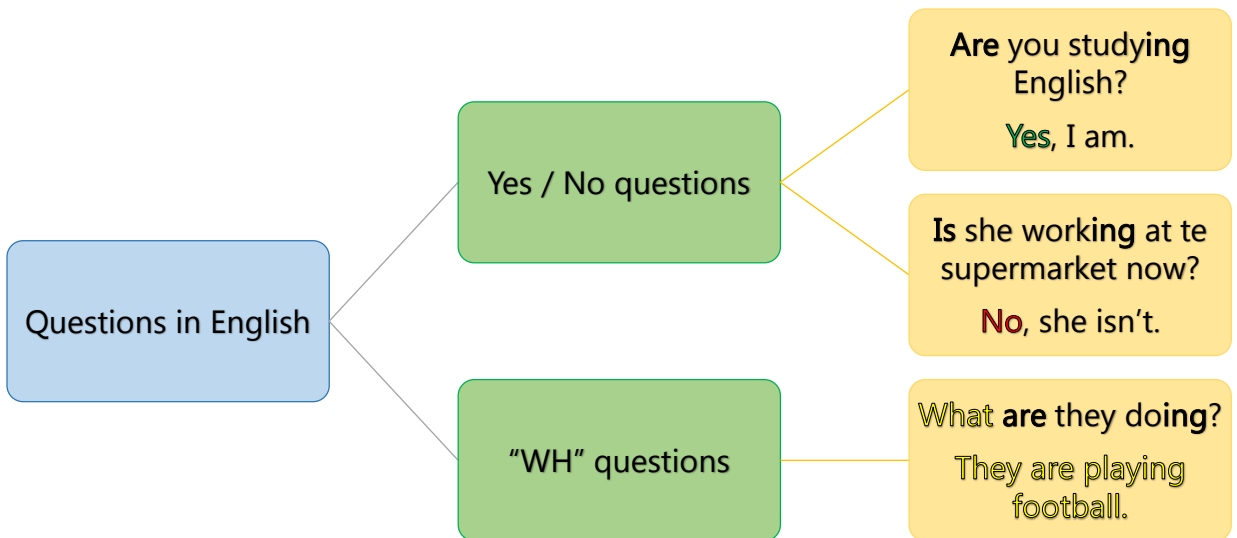 Questions in English
Yes / No questions
Are you studying
English?
Yes, I am.
Is she working at te
supermarket now?
No, she isn’t.
“WH” questions
What are they doing?
They are playing
football.